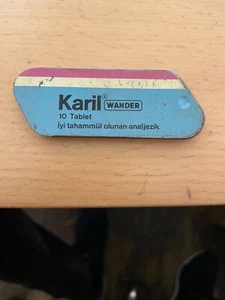 Karil® WANDER
10 Tablet
İyi tahammül olunan analjezik